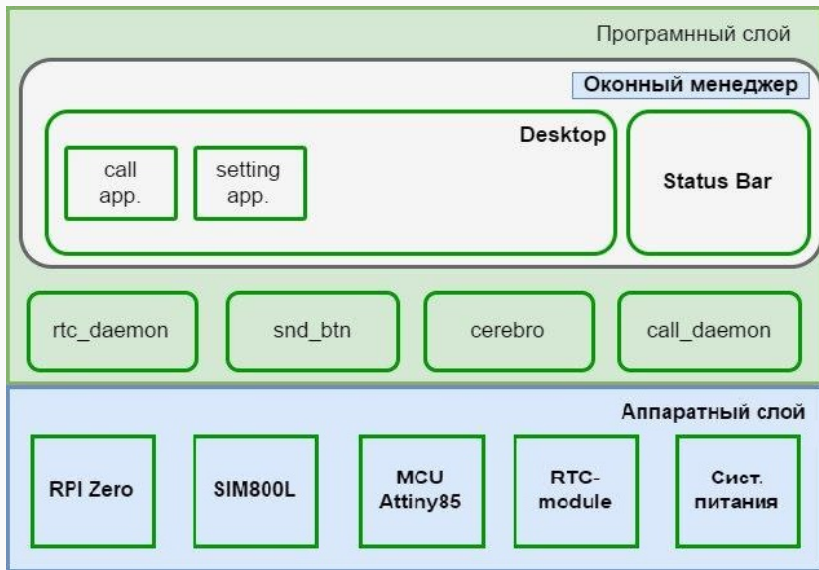 Програмнный слой
Оконный менеджер
Desktop
call
app.
setting
app.
Status Bar
rtc_daemon
snd_btn
cerebro
call_daemon
Аппаратный слой
RPI Zero
SIM800L
MCU
Attiny85
RTC-
module
Сист.
питания